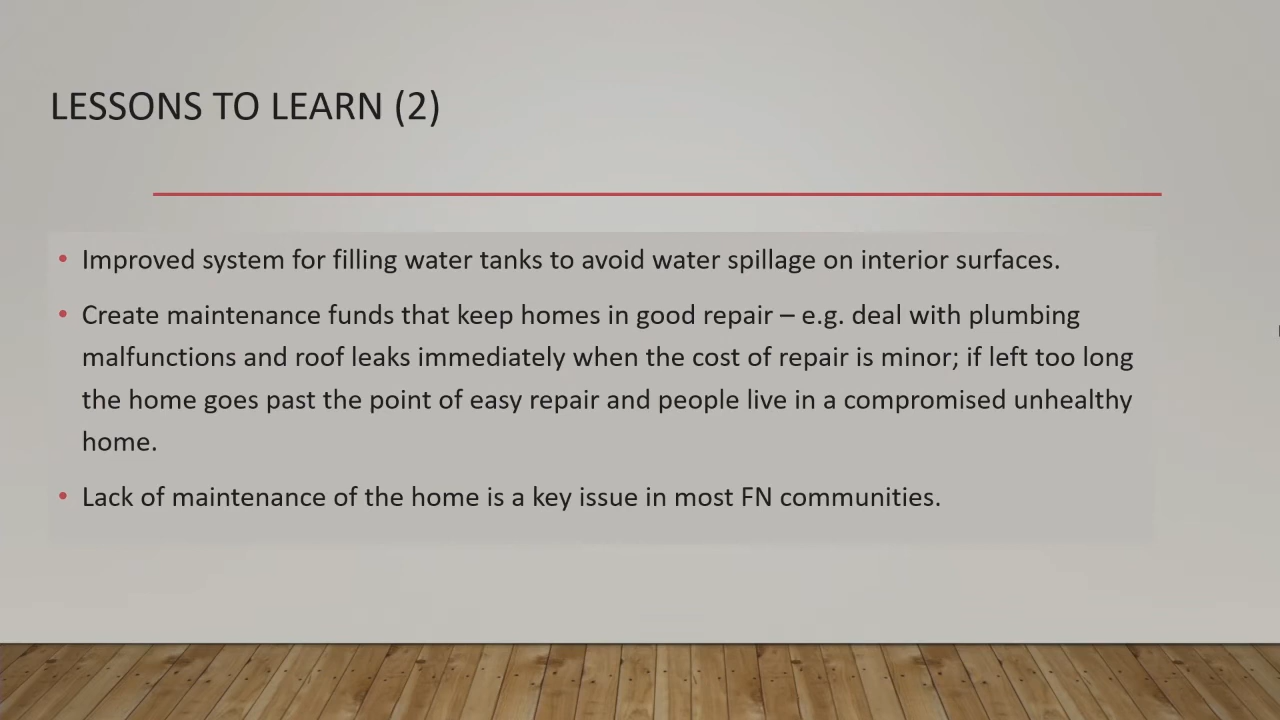 LESSONS TO LEARN (2)
• Improved system for filling water tanks to avoid water spillage on interior surfaces.
• Create maintenance funds that keep homes in good repair – e.g. deal with plumbing
malfunctions and roof leaks immediately when the cost of repair is minor; if left too long
the home goes past the point of easy repair and people live in a compromised unhealthy
home.
• Lack of maintenance of the home is a key issue in most FN communities.